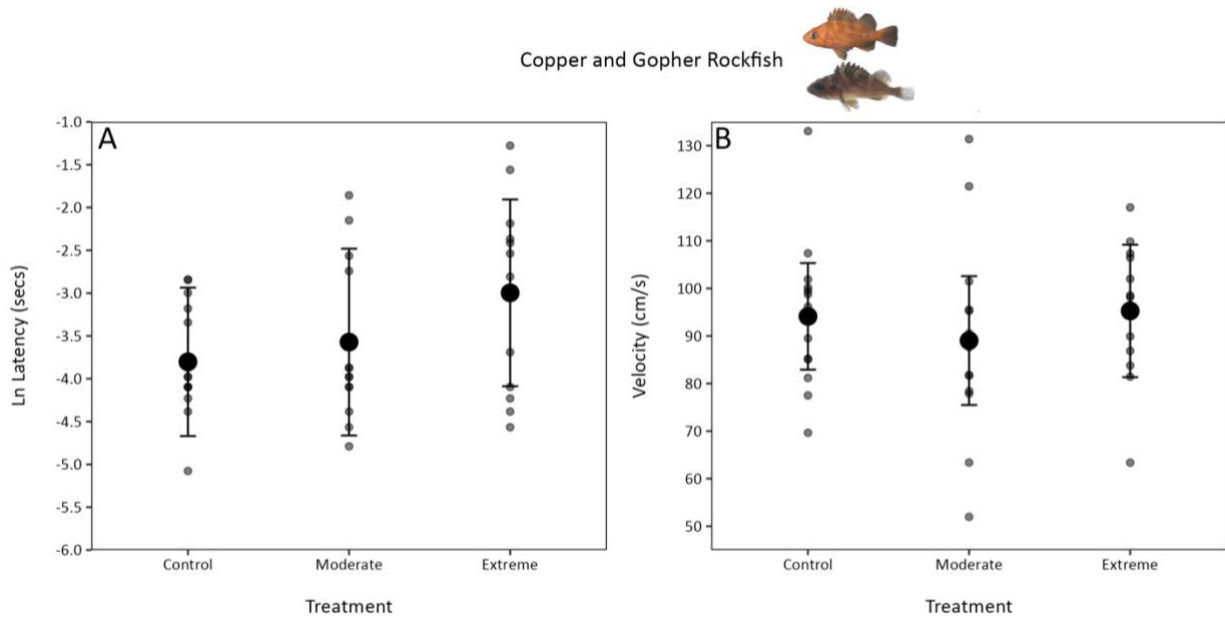 Copper and Gopher Rockfish
A
-1.0
-1.5
-2.0
-2.5
-3.0
-3.5
-4.0
-4.5
-5.0
-5.5
-6.0
Ln Latency (secs)
Control Moderate Extreme
Treatment
B
130
120
110
100
90
80
70
60
50
Velocity (cm/s)
Control Moderate Extreme
Treatment